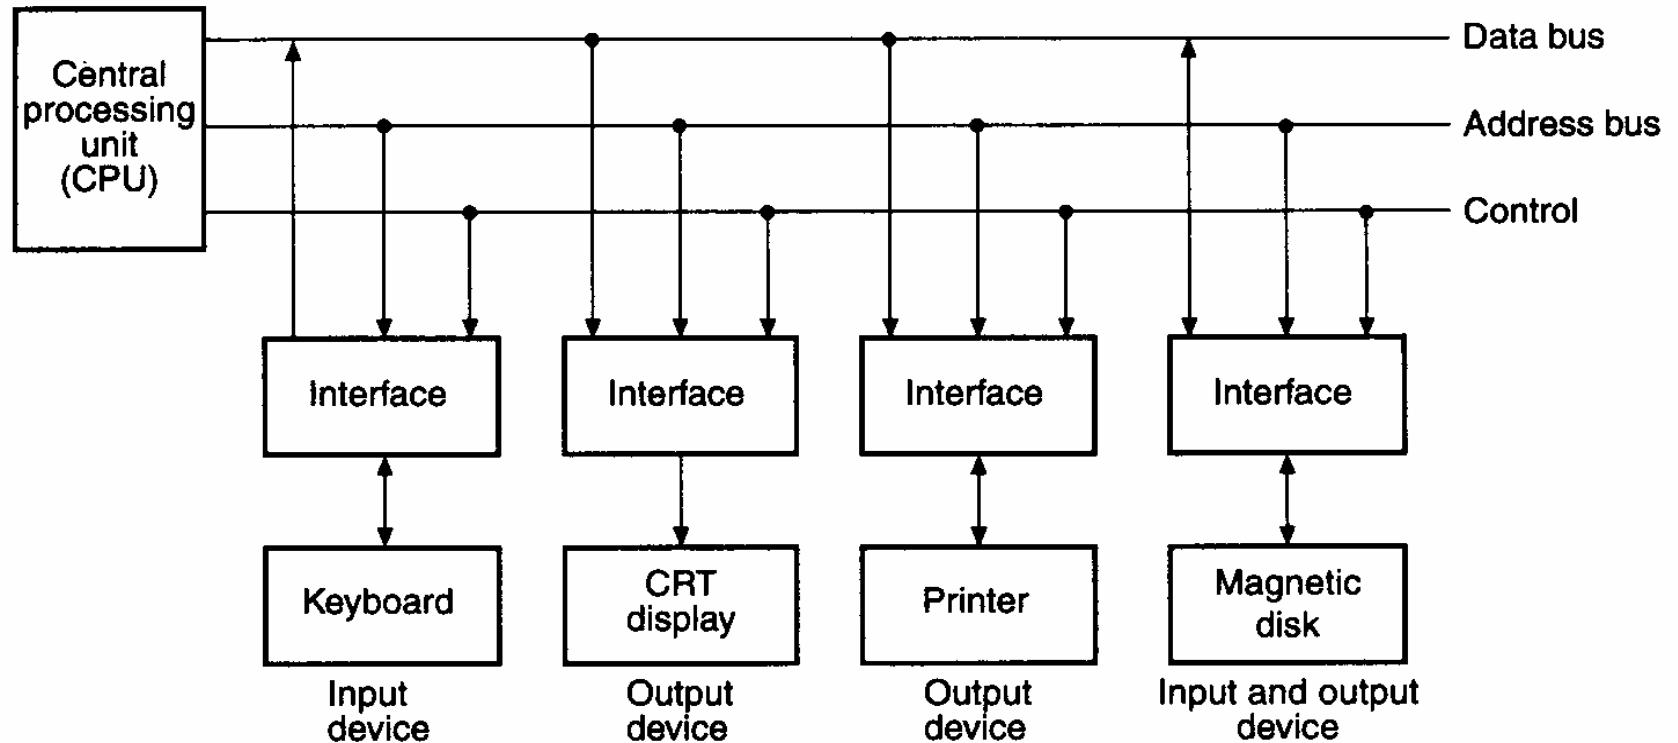 Central
processing
unit
(CPU)
Data bus
Address bus
Control
Interface
Interface
Interface
Interface
Keyboard
CRT
display
Printer
Magnetic
disk
Input
device
Output
device
Output
device
Input and output
device